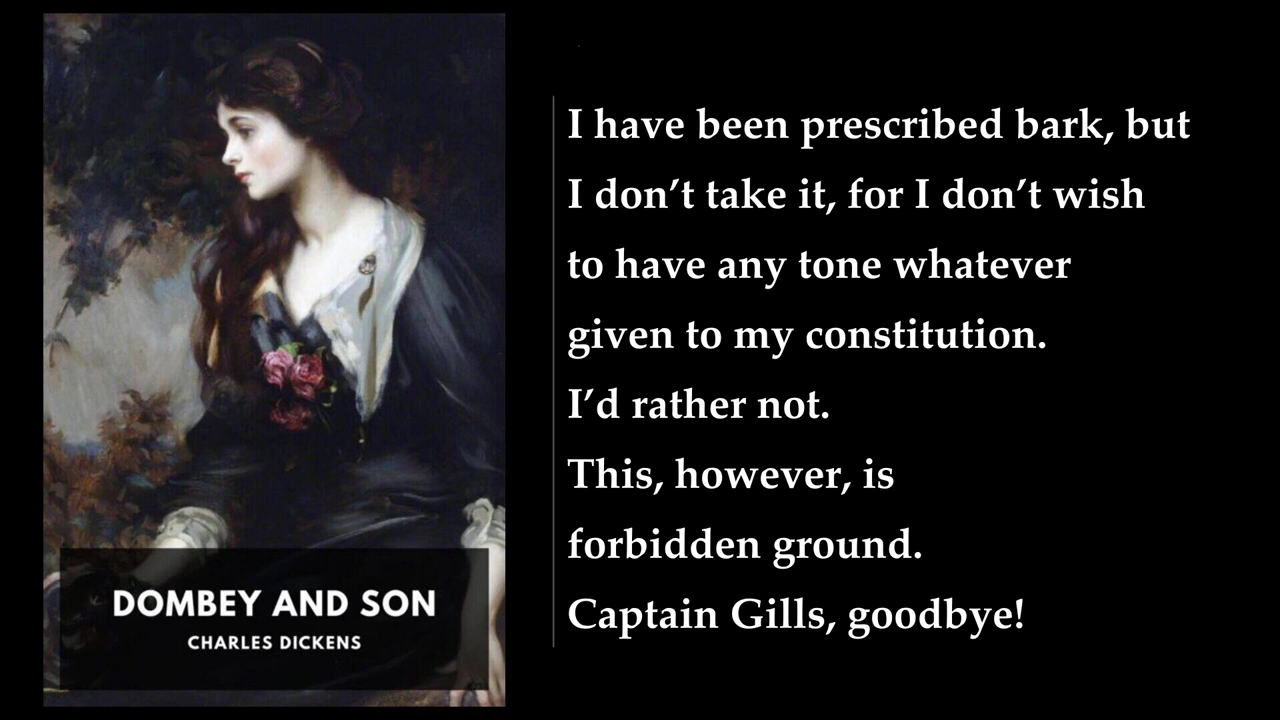 DOMBEY AND SON
CHARLES DICKENS
I have been prescribed bark, but
I don’t take it, for I don’t wish
to have any tone whatever
given to my constitution.
I’d rather not.
This, however, is
forbidden ground.
Captain Gills, goodbye!